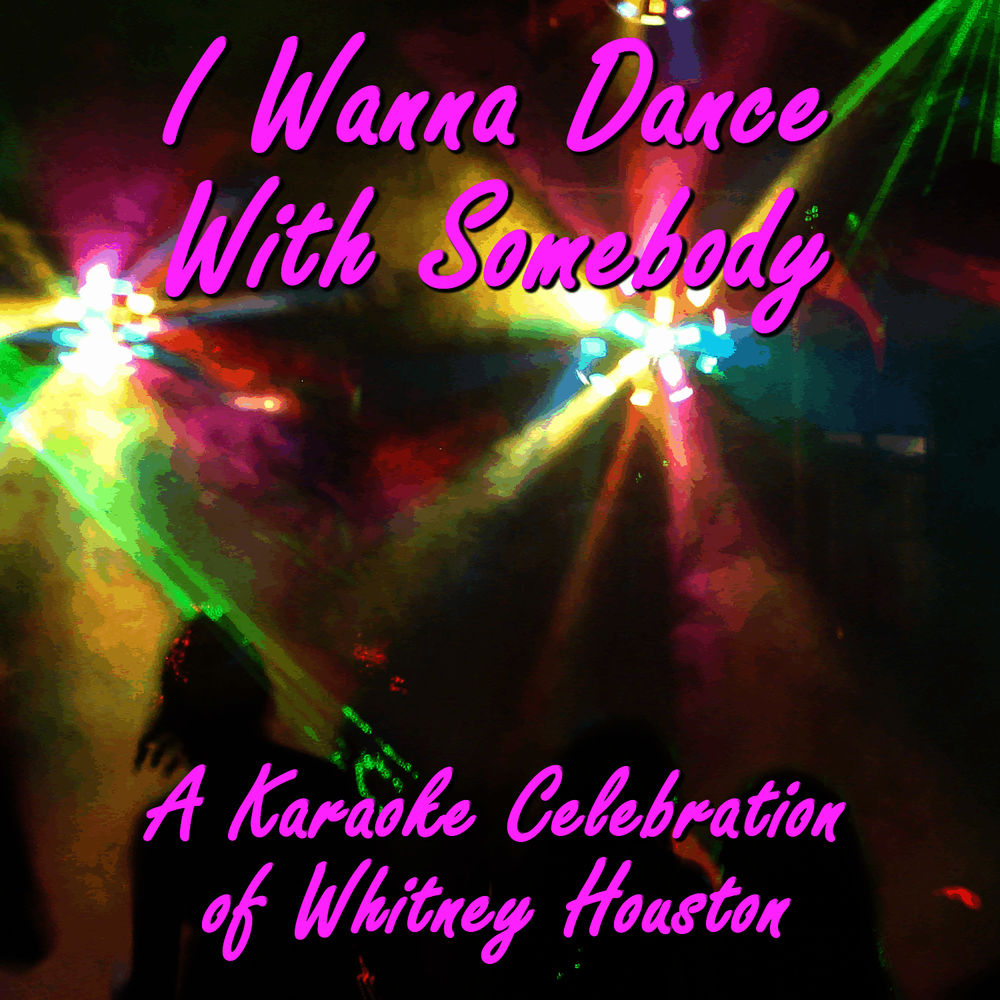 I Wanna Dance
With Somebody
A Karaoke Celebration
of Whitney Houston